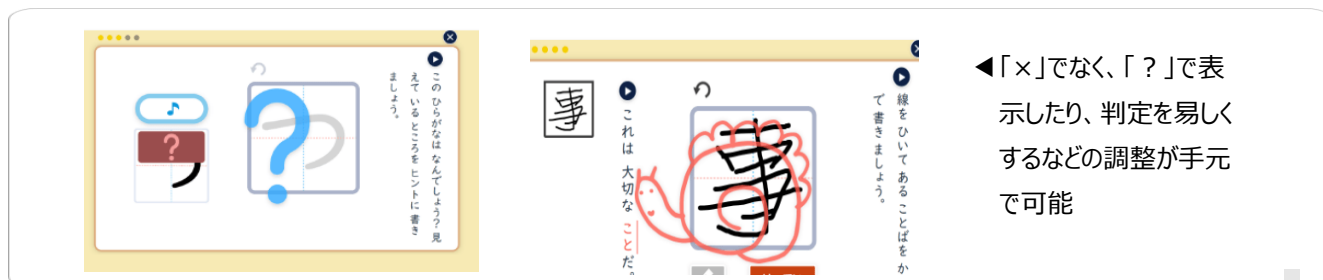 この ひらがなは なんでしょう？見
えて いる ところを ヒントに 書き
ましょう。
?
?
つ
線を ひいて ある ことばを か
で 書きましょう。
これは 大切な ことだ。
事
事
◀「×」でなく、「？」で表
示したり、判定を易しく
するなどの調整が手元
で可能